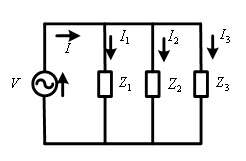 I I₁ I₂ I₃
V Z₁ Z₂ Z₃